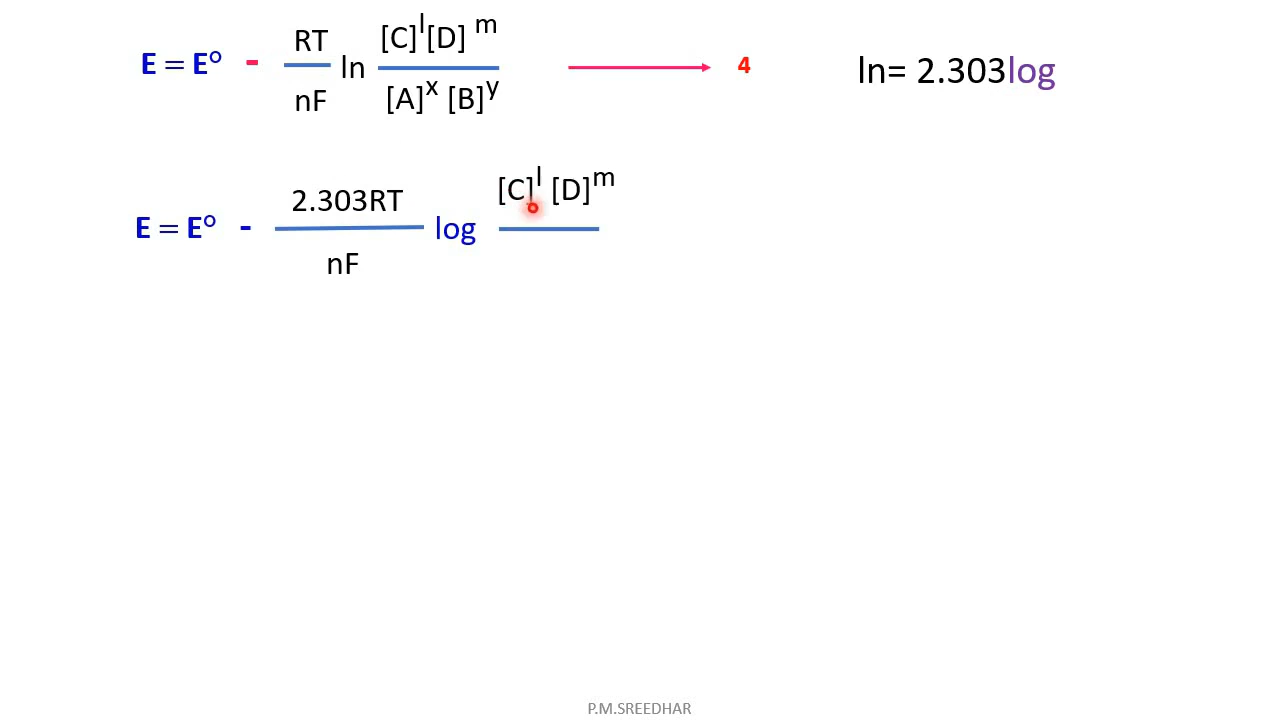 E = E° - RT/nF ln [C]^l[D]^m/[A]^x [B]^y 4 ln= 2.303log
E = E° - 2.303RT/nF log [C]^l [D]^m
P.M.SREEDHAR